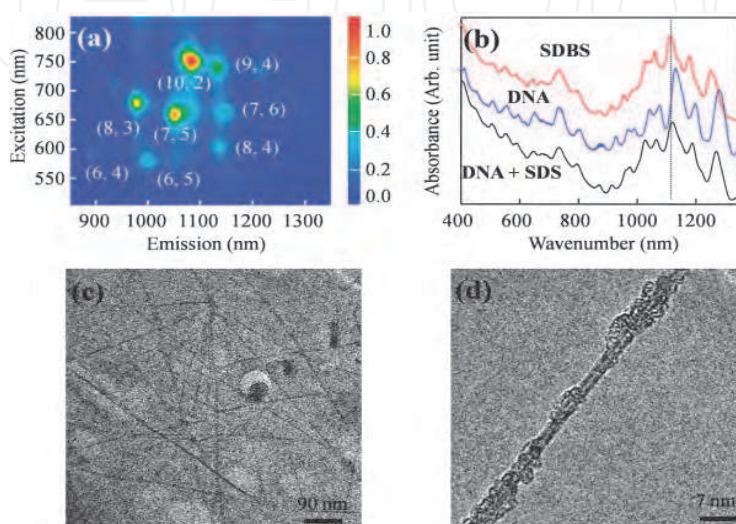 (a)
Excitation (nm)
800
750
700
650
600
550
(10, 2)
(9, 4)
(8, 3)
(7, 5)
(7, 6)
(8, 4)
(6, 4)
(6, 5)
900 1000 1100 1300
Emission (nm)
1.0
0.8
0.6
0.4
0.2
0.0
(b)
Absorbance (Arb. unit)
SDBS
DNA
DNA + SDS
400 600 800 1000 1200
Wavenumber (nm)
(c)
90 nm
(d)
7 nm